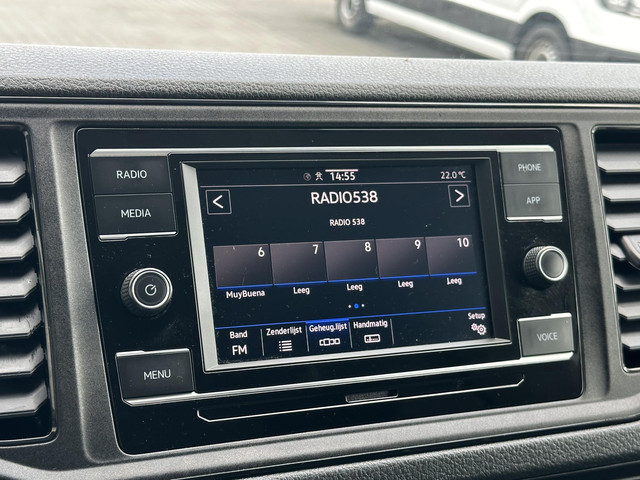 RADIO
MEDIA
MENU
14:55
22.0 °C
<
RADIO538
>
RADIO 538
6 7 8 9 10
MuyBuena Leeg Leeg Leeg Leeg
Band Zenderlijst Geheug.lijst Handmatig Setup
FM
PHONE
APP
VOICE